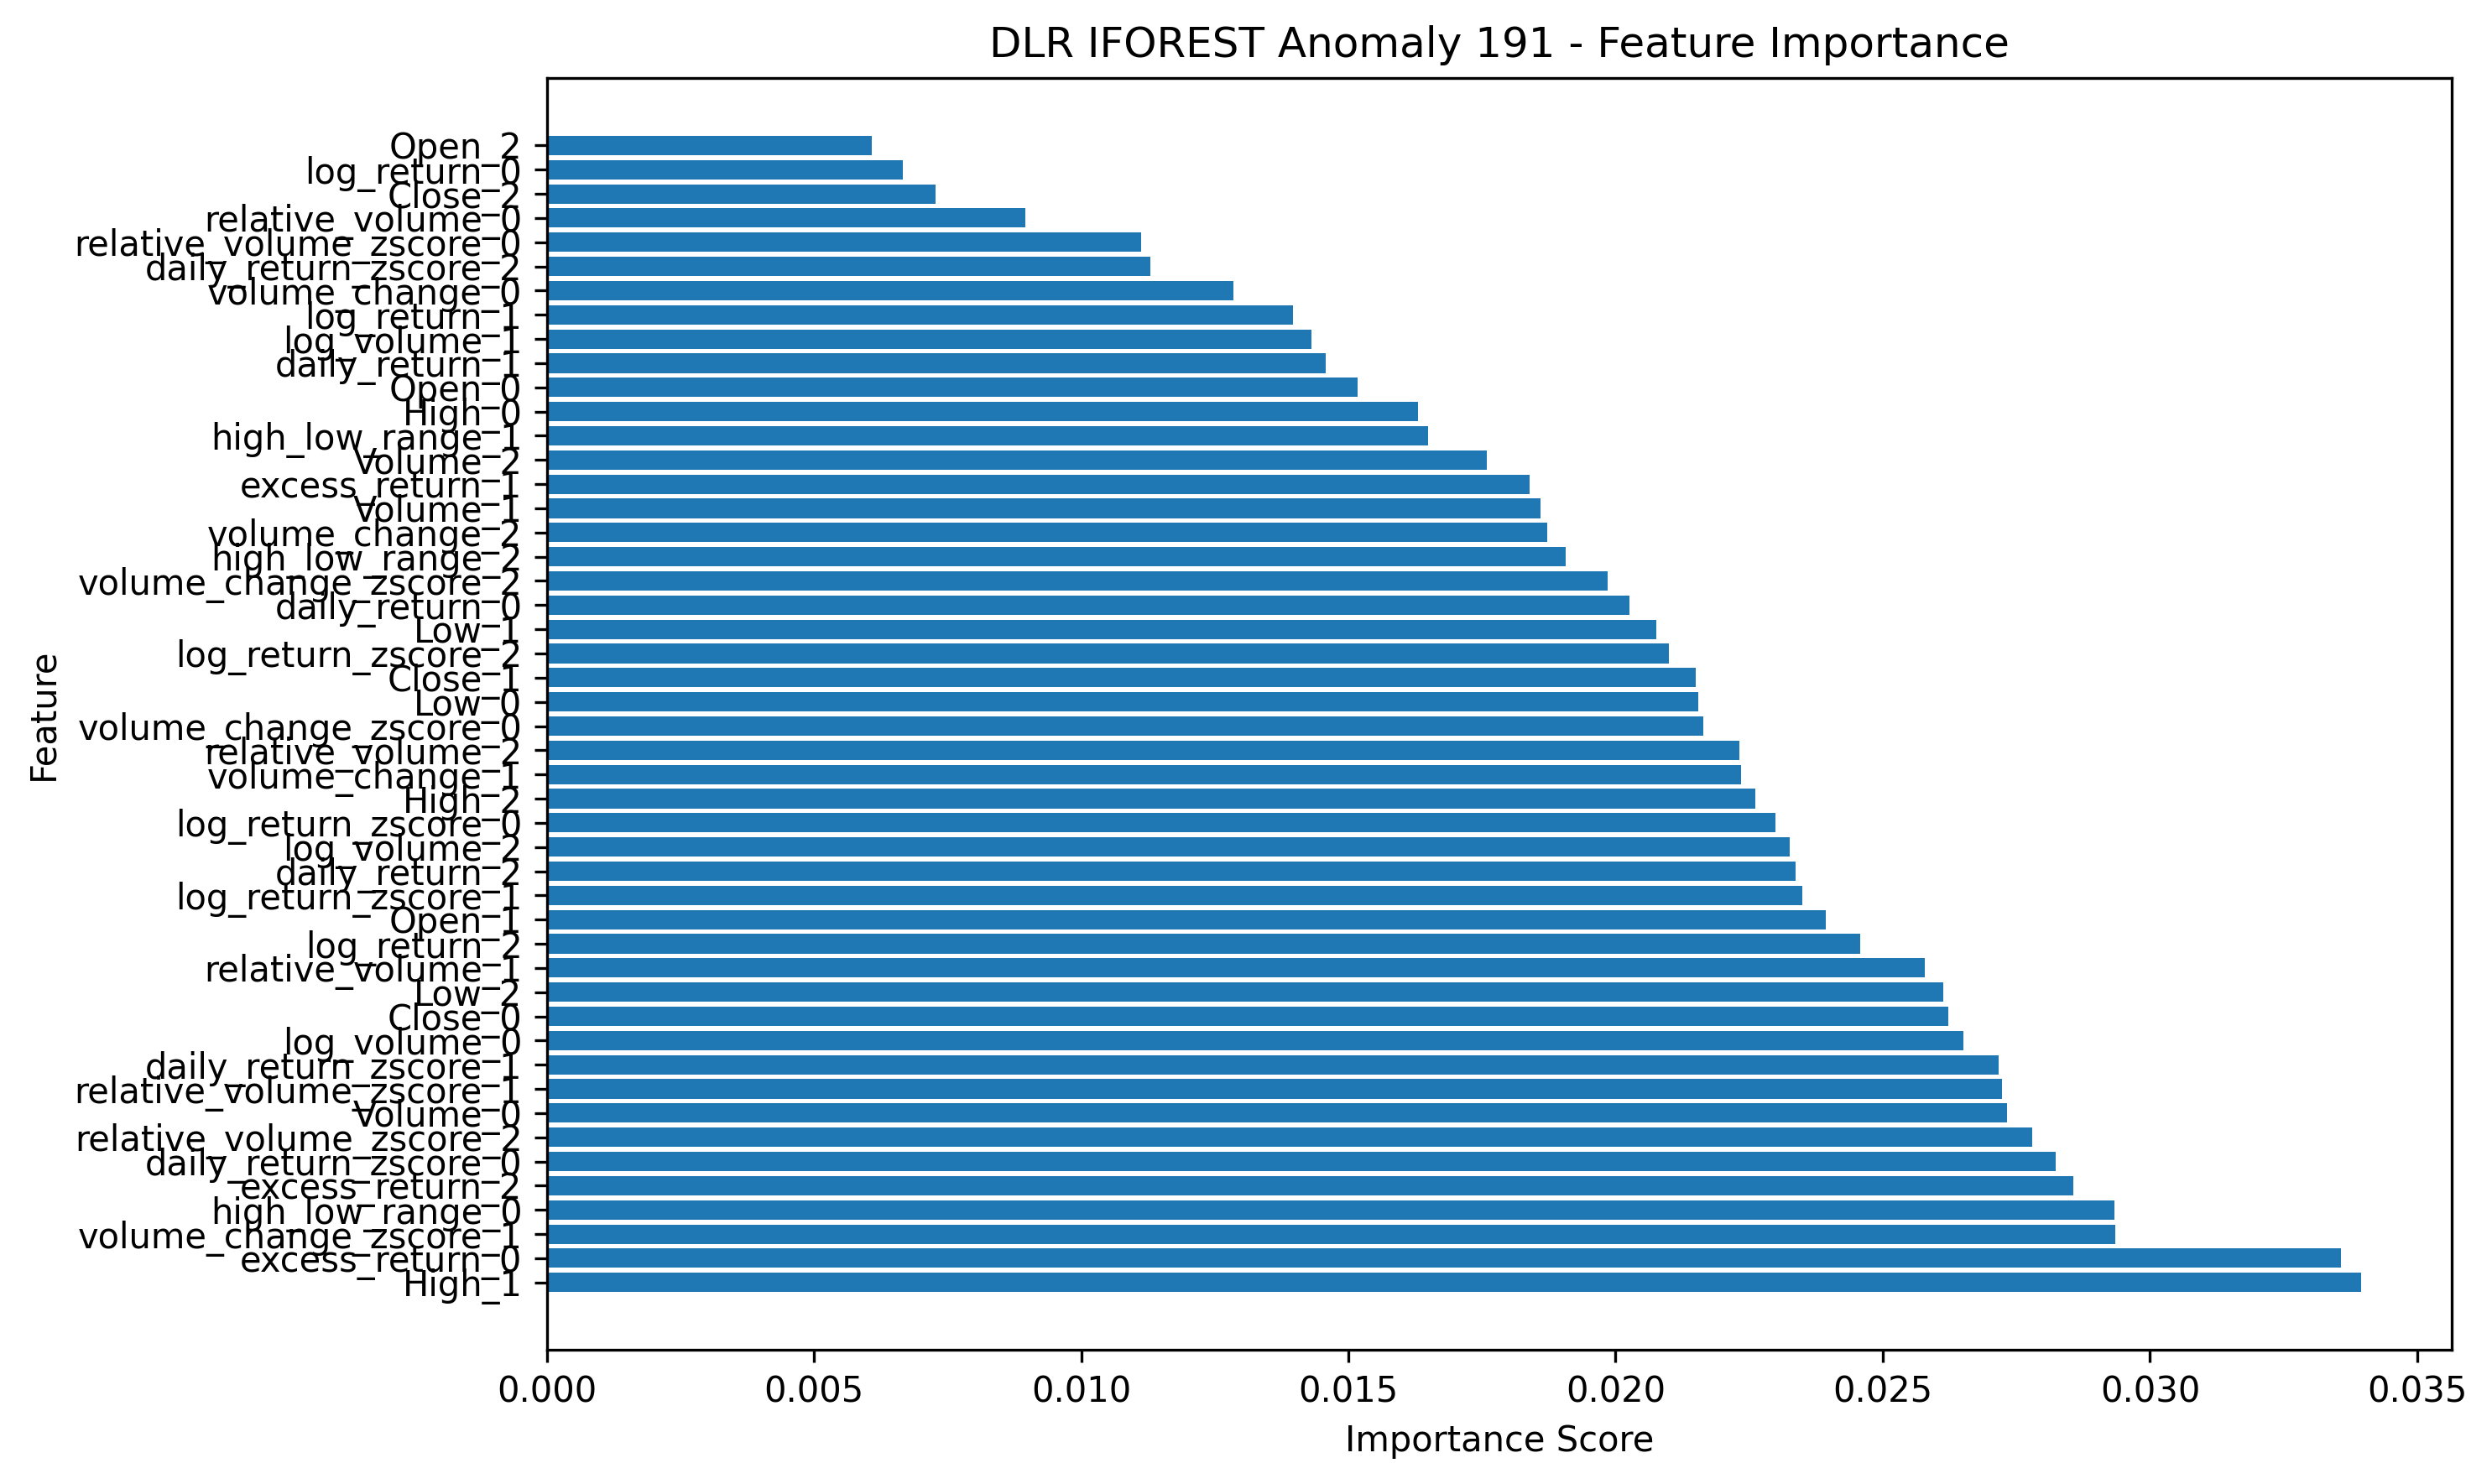 DLR IFOREST Anomaly 191 - Feature Importance
Open_2
log_return_0
Close_2
relative_volume_0
relative_volume_zscore_0
daily_return_zscore_2
volume_change_0
log_return_1
log_volume_1
daily_return_1
Open_0
High_0
high_low_range_1
Volume_2
excess_return_1
Volume_1
volume_change_2
high_low_range_2
volume_change_zscore_2
daily_return_0
Low_1
log_return_zscore_2
Close_1
Low_0
volume_change_zscore_0
relative_volume_2
volume_change_1
High_2
log_return_zscore_0
log_volume_2
daily_return_2
log_return_zscore_1
Open_1
log_return_2
relative_volume_1
Low_2
Close_0
log_volume_0
daily_return_zscore_1
relative_volume_zscore_1
Volume_0
relative_volume_zscore_2
daily_return_zscore_0
excess_return_2
high_low_range_0
volume_change_zscore_1
excess_return_0
High_1
Feature
0.000 0.005 0.010 0.015 0.020 0.025 0.030 0.035
Importance Score